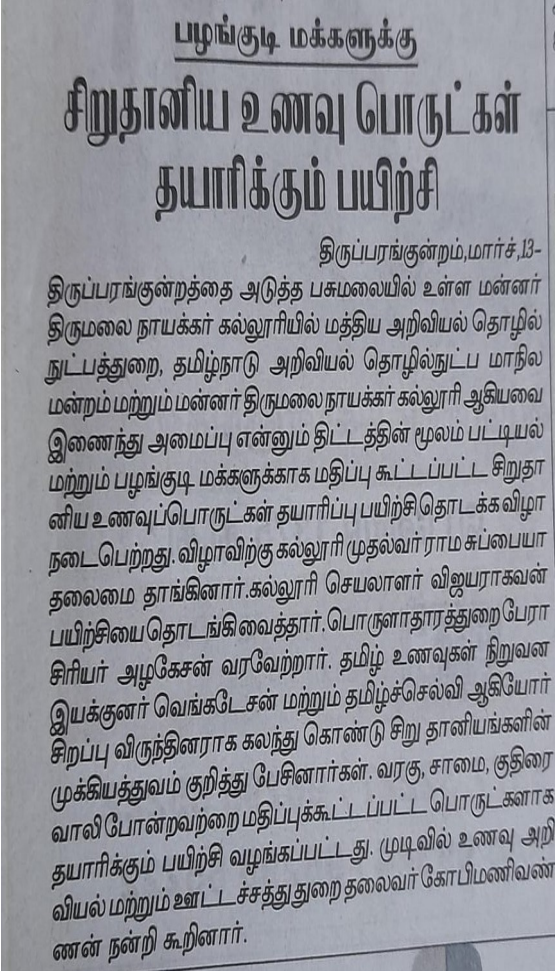 பழங்குடி மக்களுக்கு
சிறுதானிய உணவு பொருட்கள்
தயாரிக்கும் பயிற்சி
திருப்பரங்குன்றம்,மார்ச்,13-
திருப்பரங்குன்றத்தை அடுத்த பசுமலையில் உள்ள மன்னர்
திருமலை நாயக்கர் கல்லூரியில் மத்திய அறிவியல் தொழில்
நுட்பத்துறை, தமிழ்நாடு அறிவியல் தொழில்நுட்ப மாநில
மன்றம் மற்றும் மன்னர் திருமலை நாயக்கர் கல்லூரி ஆகியவை
இணைந்து அமைப்பு என்னும் திட்டத்தின் மூலம் பட்டியல்
மற்றும் பழங்குடி மக்களுக்காக மதிப்பு கூட்டப்பட்ட சிறுதா
னிய உணவுப்பொருட்கள் தயாரிப்பு பயிற்சி தொடக்க விழா
நடைபெற்றது. விழாவிற்கு கல்லூரி முதல்வர் ராம சுப்பையா
தலைமை தாங்கினார்.கல்லூரி செயலாளர் விஜயராகவன்
பயிற்சியை தொடங்கி வைத்தார். பொருளாதாரத்துறை பேரா
சிரியர் அழகேசன் வரவேற்றார். தமிழ் உணவுகள் நிறுவன
இயக்குனர் வெங்கடேசன் மற்றும் தமிழ்ச்செல்வி ஆகியோர்
சிறப்பு விருந்தினராக கலந்து கொண்டு சிறு தானியங்களின்
முக்கியத்துவம் குறித்து பேசினார்கள். வரகு, சாமை, குதிரை
வாலி போன்றவற்றை மதிப்புக்கூட்டப்பட்ட பொருட்களாக
தயாரிக்கும் பயிற்சி வழங்கப்பட்டது. முடிவில் உணவு அறி
வியல் மற்றும் ஊட்டச்சத்து துறை தலைவர் கோபிமணிவண்
ணன் நன்றி கூறினார்.